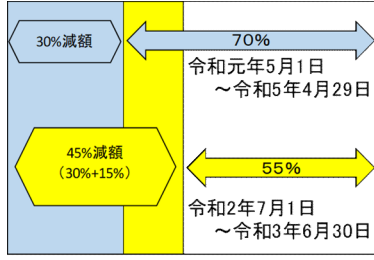 30%減額
70%
令和元年5月1日
～令和5年4月29日
45%減額
（30%+15%）
55%
令和2年7月1日
～令和3年6月30日